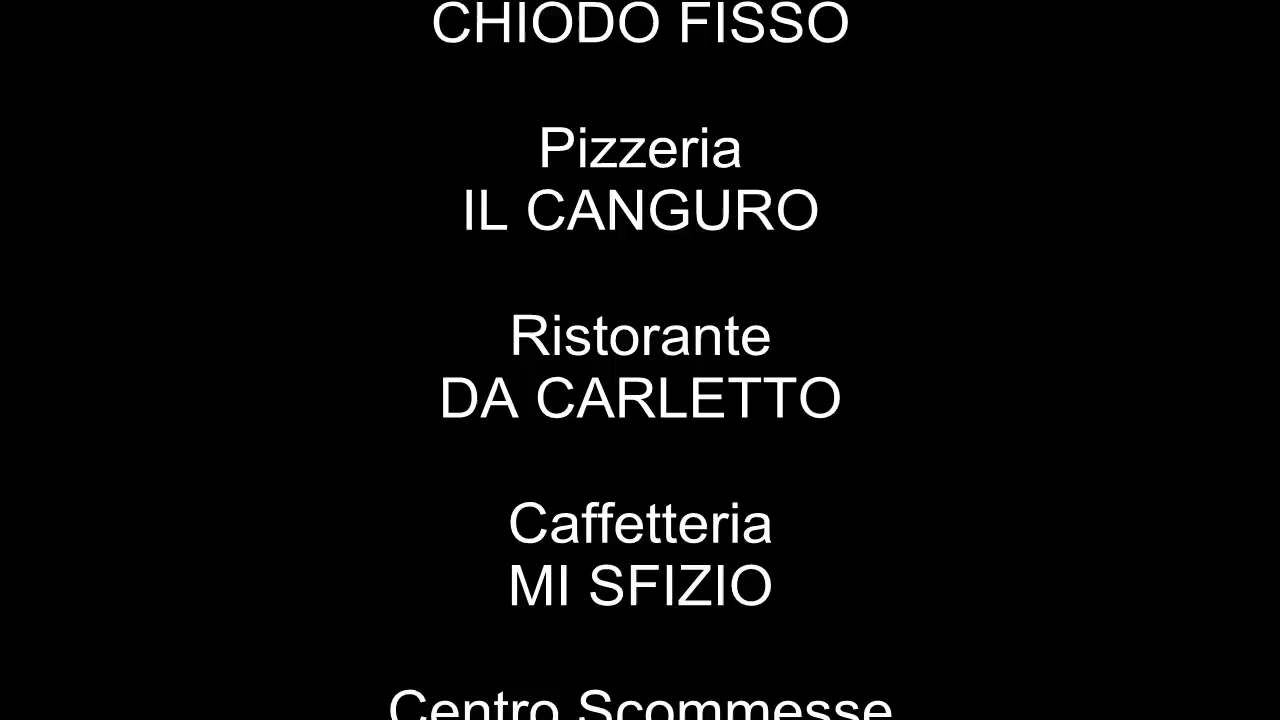 CHIODO FISSO
Pizzeria
IL CANGURO
Ristorante
DA CARLETTO
Caffetteria
MI SFIZIO
Centro Scommesse